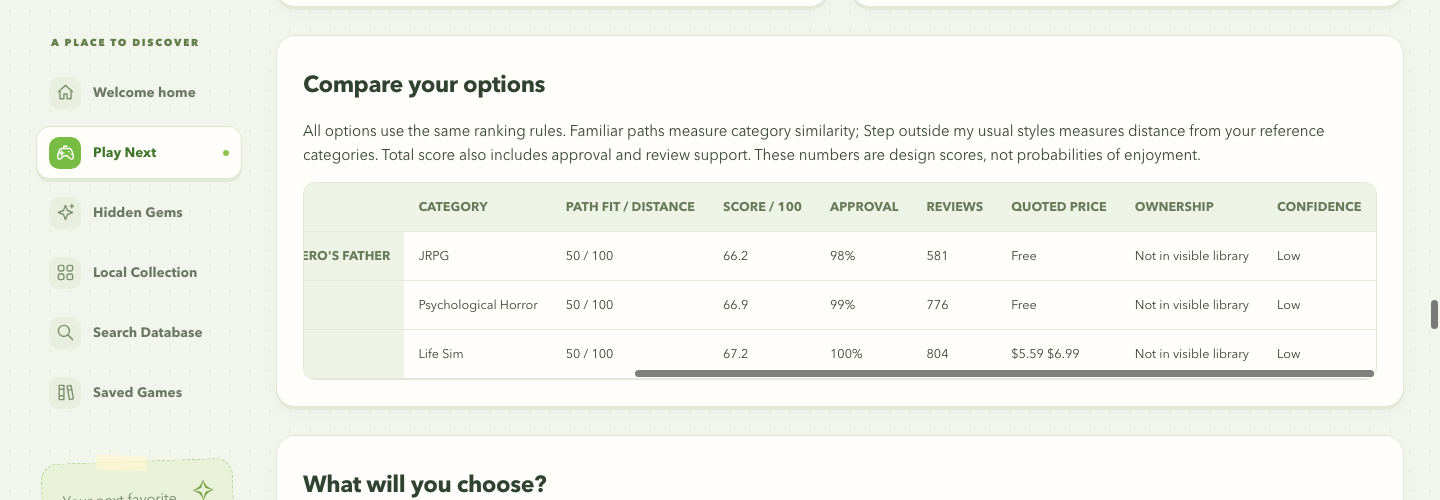 A PLACE TO DISCOVER
Welcome home
Play Next
Hidden Gems
Local Collection
Search Database
Saved Games
Your next favorite
Compare your options
All options use the same ranking rules. Familiar paths measure category similarity; Step outside my usual styles measures distance from your reference
categories. Total score also includes approval and review support. These numbers are design scores, not probabilities of enjoyment.
CATEGORY PATH FIT / DISTANCE SCORE / 100 APPROVAL REVIEWS QUOTED PRICE OWNERSHIP CONFIDENCE
ERO'S FATHER JRPG 50 / 100 66.2 98% 581 Free Not in visible library Low
Psychological Horror 50 / 100 66.9 99% 776 Free Not in visible library Low
Life Sim 50 / 100 67.2 100% 804 $5.59 $6.99 Not in visible library Low
What will you choose?